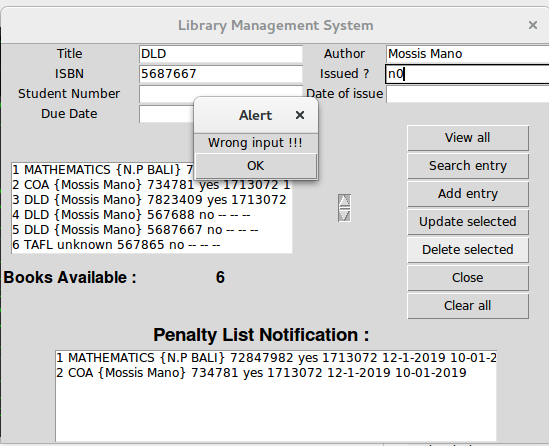 Library Management System ×
Title DLD Author Mossis Mano
ISBN 5687667 Issued ? n0
Student Number Date of issue
Due Date
Alert ×
Wrong input !!!
OK
View all
Search entry
Add entry
Update selected
Delete selected
Close
Clear all
1 MATHEMATICS {N.P BALI} 7
2 COA {Mossis Mano} 734781 yes 1713072 1
3 DLD {Mossis Mano} 7823409 yes 1713072
4 DLD {Mossis Mano} 567688 no -- -- --
5 DLD {Mossis Mano} 5687667 no -- -- --
6 TAFL unknown 567865 no -- -- --
Books Available : 6
Penalty List Notification :
1 MATHEMATICS {N.P BALI} 72847982 yes 1713072 12-1-2019 10-01-2
2 COA {Mossis Mano} 734781 yes 1713072 12-1-2019 10-01-2019